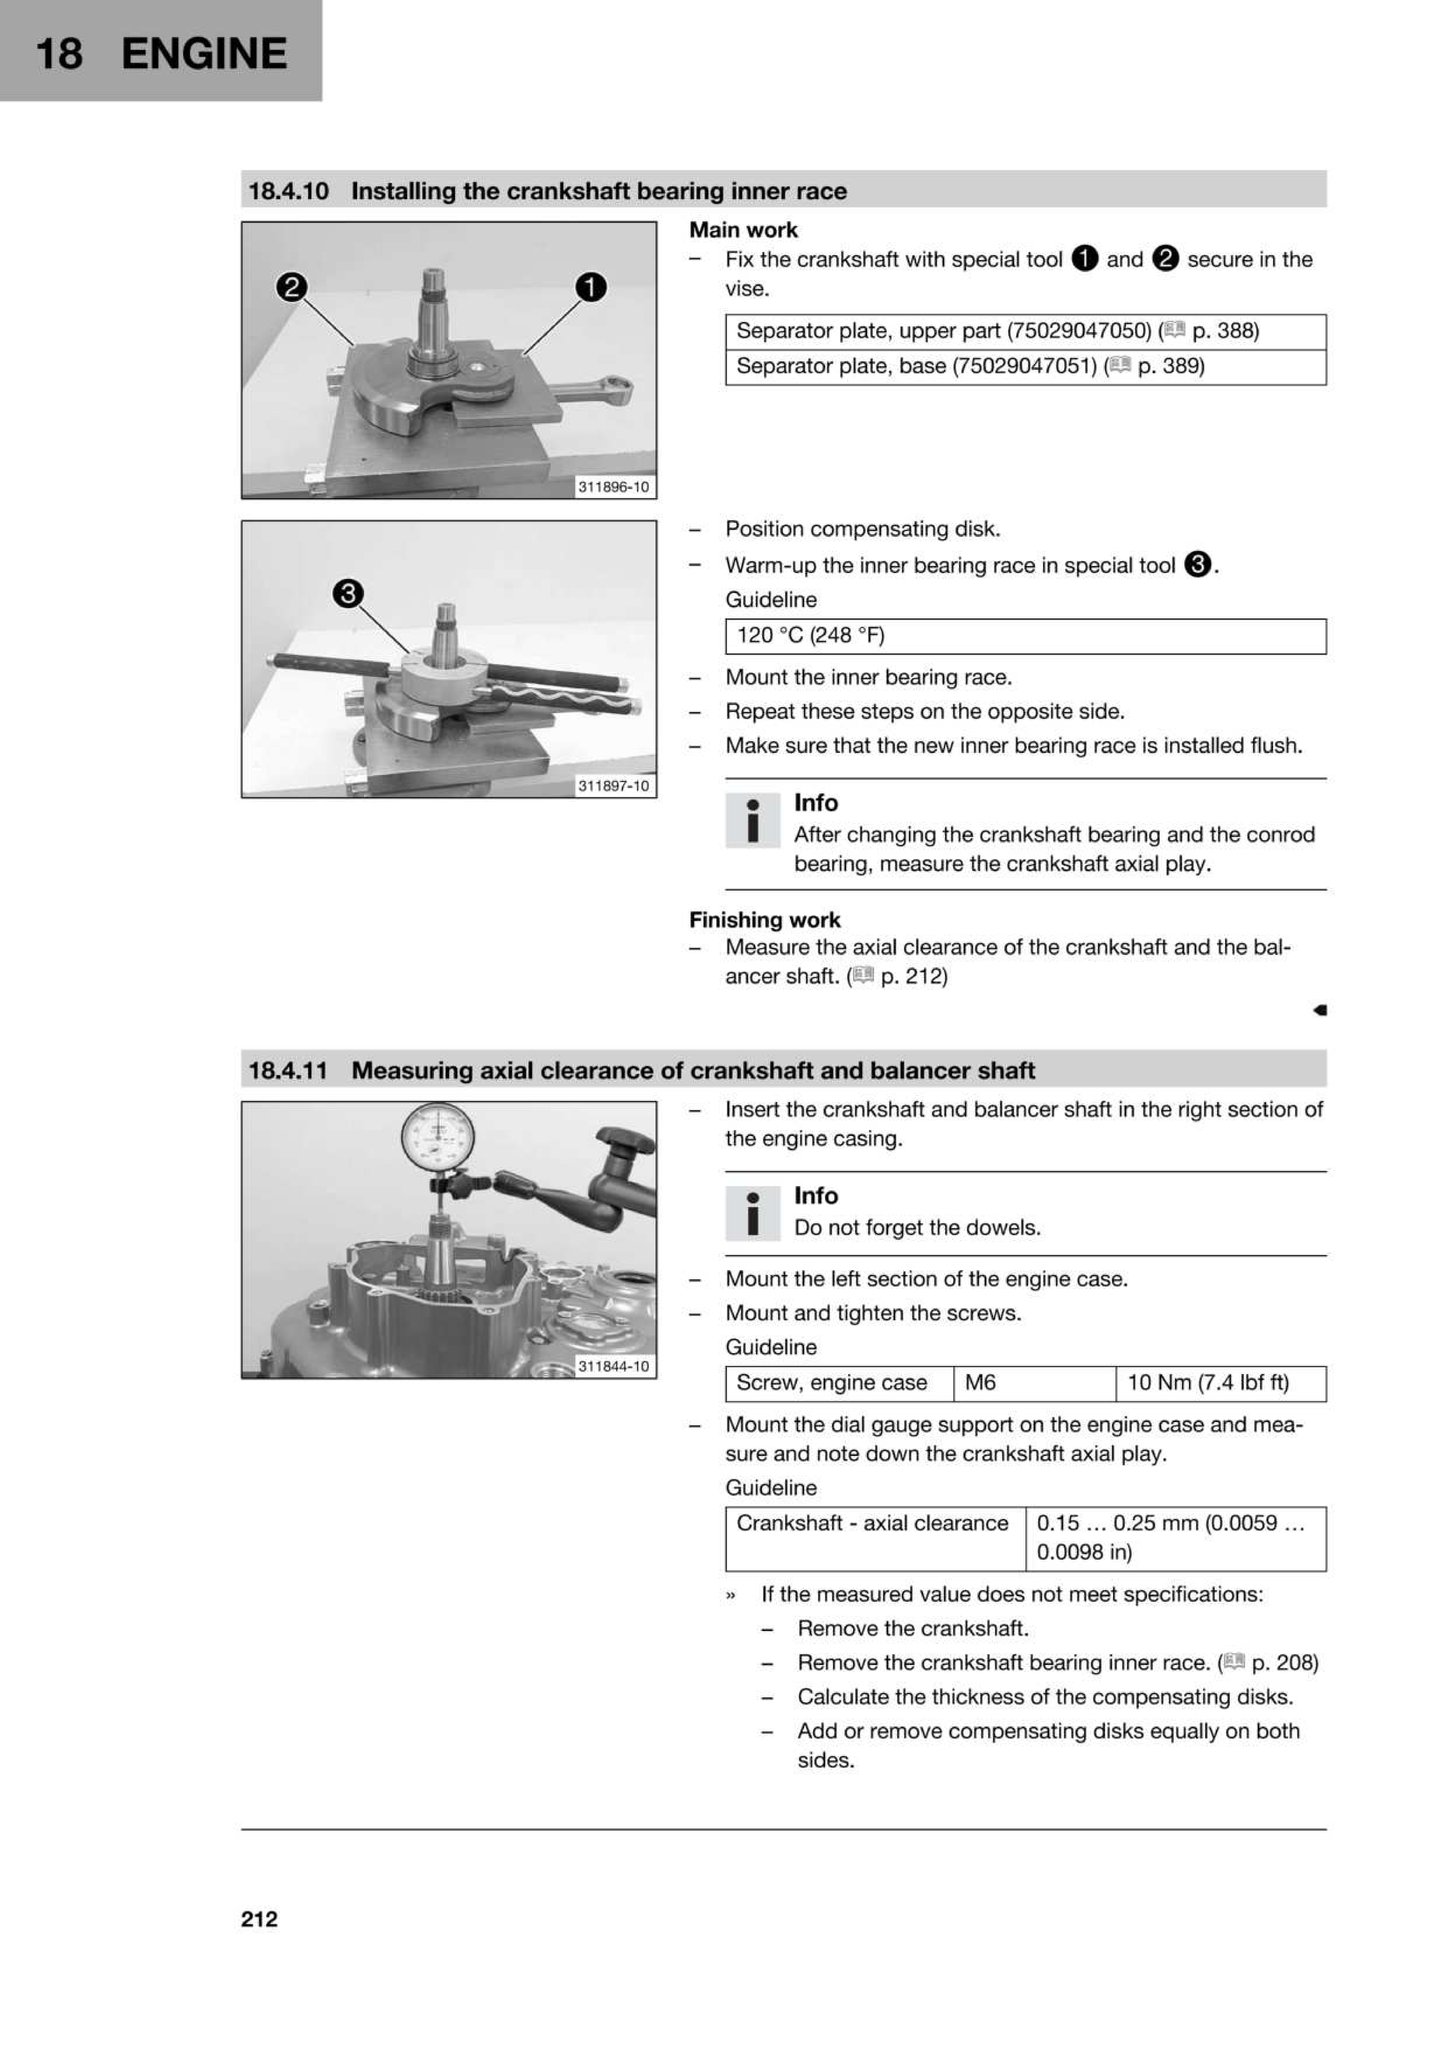 18 ENGINE
18.4.10 Installing the crankshaft bearing inner race
2
1
311896-10
Main work
– Fix the crankshaft with special tool 1 and 2 secure in the
vise.
Separator plate, upper part (75029047050) ( p. 388)
Separator plate, base (75029047051) ( p. 389)
3
311897-10
– Position compensating disk.
– Warm-up the inner bearing race in special tool 3.
Guideline
120 °C (248 °F)
– Mount the inner bearing race.
– Repeat these steps on the opposite side.
– Make sure that the new inner bearing race is installed flush.
i Info
After changing the crankshaft bearing and the conrod
bearing, measure the crankshaft axial play.
Finishing work
– Measure the axial clearance of the crankshaft and the bal-
ancer shaft. ( p. 212)
18.4.11 Measuring axial clearance of crankshaft and balancer shaft
311844-10
– Insert the crankshaft and balancer shaft in the right section of
the engine casing.
i Info
Do not forget the dowels.
– Mount the left section of the engine case.
– Mount and tighten the screws.
Guideline
Screw, engine case M6 10 Nm (7.4 lbf ft)
– Mount the dial gauge support on the engine case and mea-
sure and note down the crankshaft axial play.
Guideline
Crankshaft - axial clearance 0.15 … 0.25 mm (0.0059 …
0.0098 in)
» If the measured value does not meet specifications:
– Remove the crankshaft.
– Remove the crankshaft bearing inner race. ( p. 208)
– Calculate the thickness of the compensating disks.
– Add or remove compensating disks equally on both
sides.
212